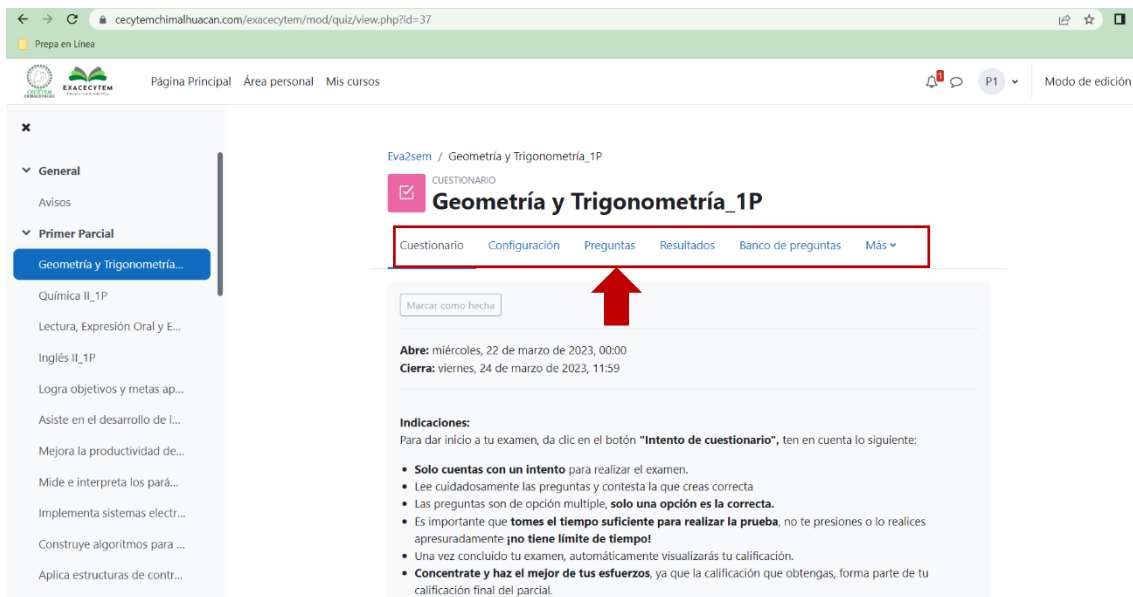 cecytemchimalhuacan.com/exacecytem/mod/quiz/view.php?id=37
Prepa en Línea
CECYTEM
CHIMALHUACAN
EXACECYTEM
Página Principal
Área personal
Mis cursos
1
P1
Modo de edición
General
Avisos
Primer Parcial
Geometría y Trigonometría...
Química II_1P
Lectura, Expresión Oral y E...
Inglés II_1P
Logra objetivos y metas ap...
Asiste en el desarrollo de l...
Mejora la productividad de...
Mide e interpreta los pará...
Implementa sistemas electr...
Construye algoritmos para ...
Aplica estructuras de contr...
Eva2sem / Geometría y Trigonometría_1P
CUESTIONARIO
Geometría y Trigonometría_1P
Cuestionario
Configuración
Preguntas
Resultados
Banco de preguntas
Más
Marcar como hecha
Abre: miércoles, 22 de marzo de 2023, 00:00
Cierra: viernes, 24 de marzo de 2023, 11:59
Indicaciones:
Para dar inicio a tu examen, da clic en el botón "Intento de cuestionario", ten en cuenta lo siguiente:
• Solo cuentas con un intento para realizar el examen.
• Lee cuidadosamente las preguntas y contesta la que creas correcta
• Las preguntas son de opción multiple, solo una opción es la correcta.
• Es importante que tomes el tiempo suficiente para realizar la prueba, no te presiones o lo realices
apresuradamente ¡no tiene límite de tiempo!
• Una vez concluido tu examen, automáticamente visualizarás tu calificación.
• Concentrate y haz el mejor de tus esfuerzos, ya que la calificación que obtengas, forma parte de tu
calificación final del parcial.